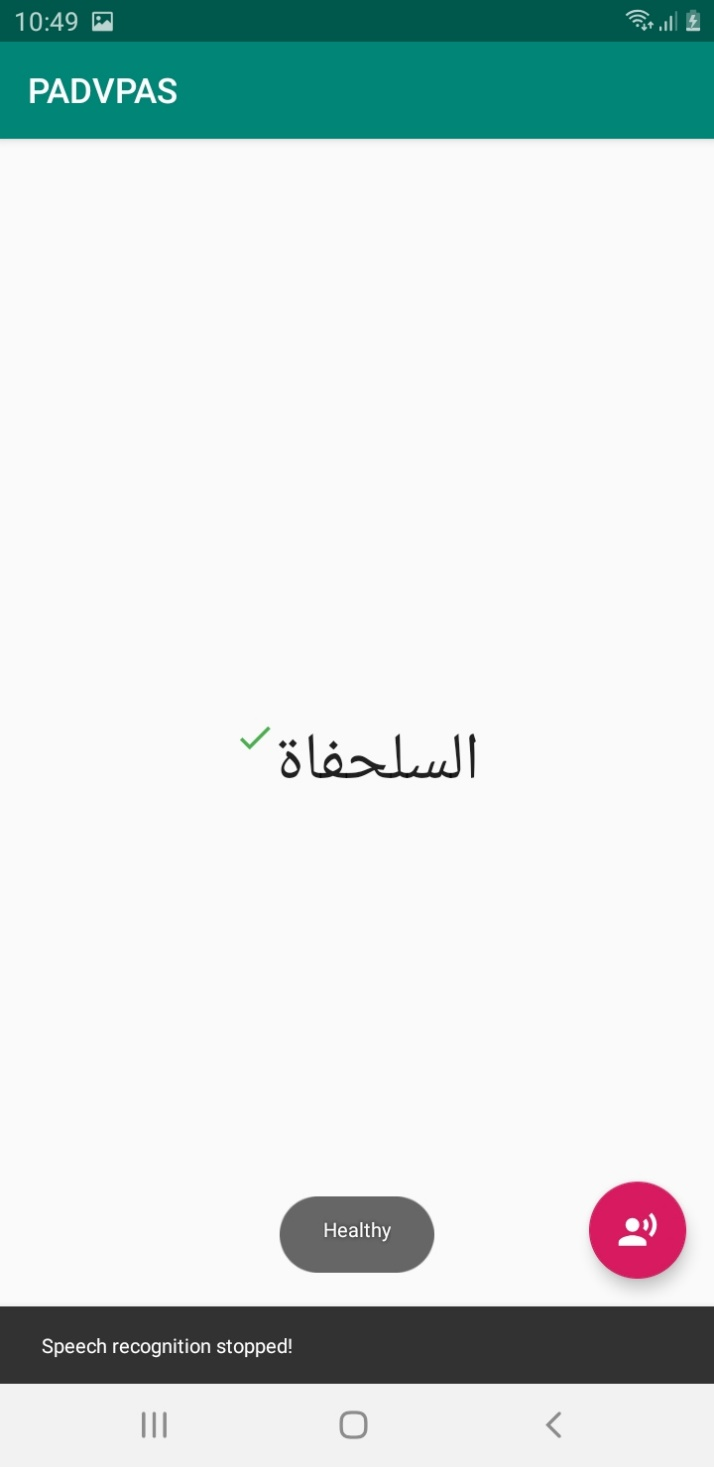 10:49
PADVPAS
السلحفاة
Healthy
Speech recognition stopped!